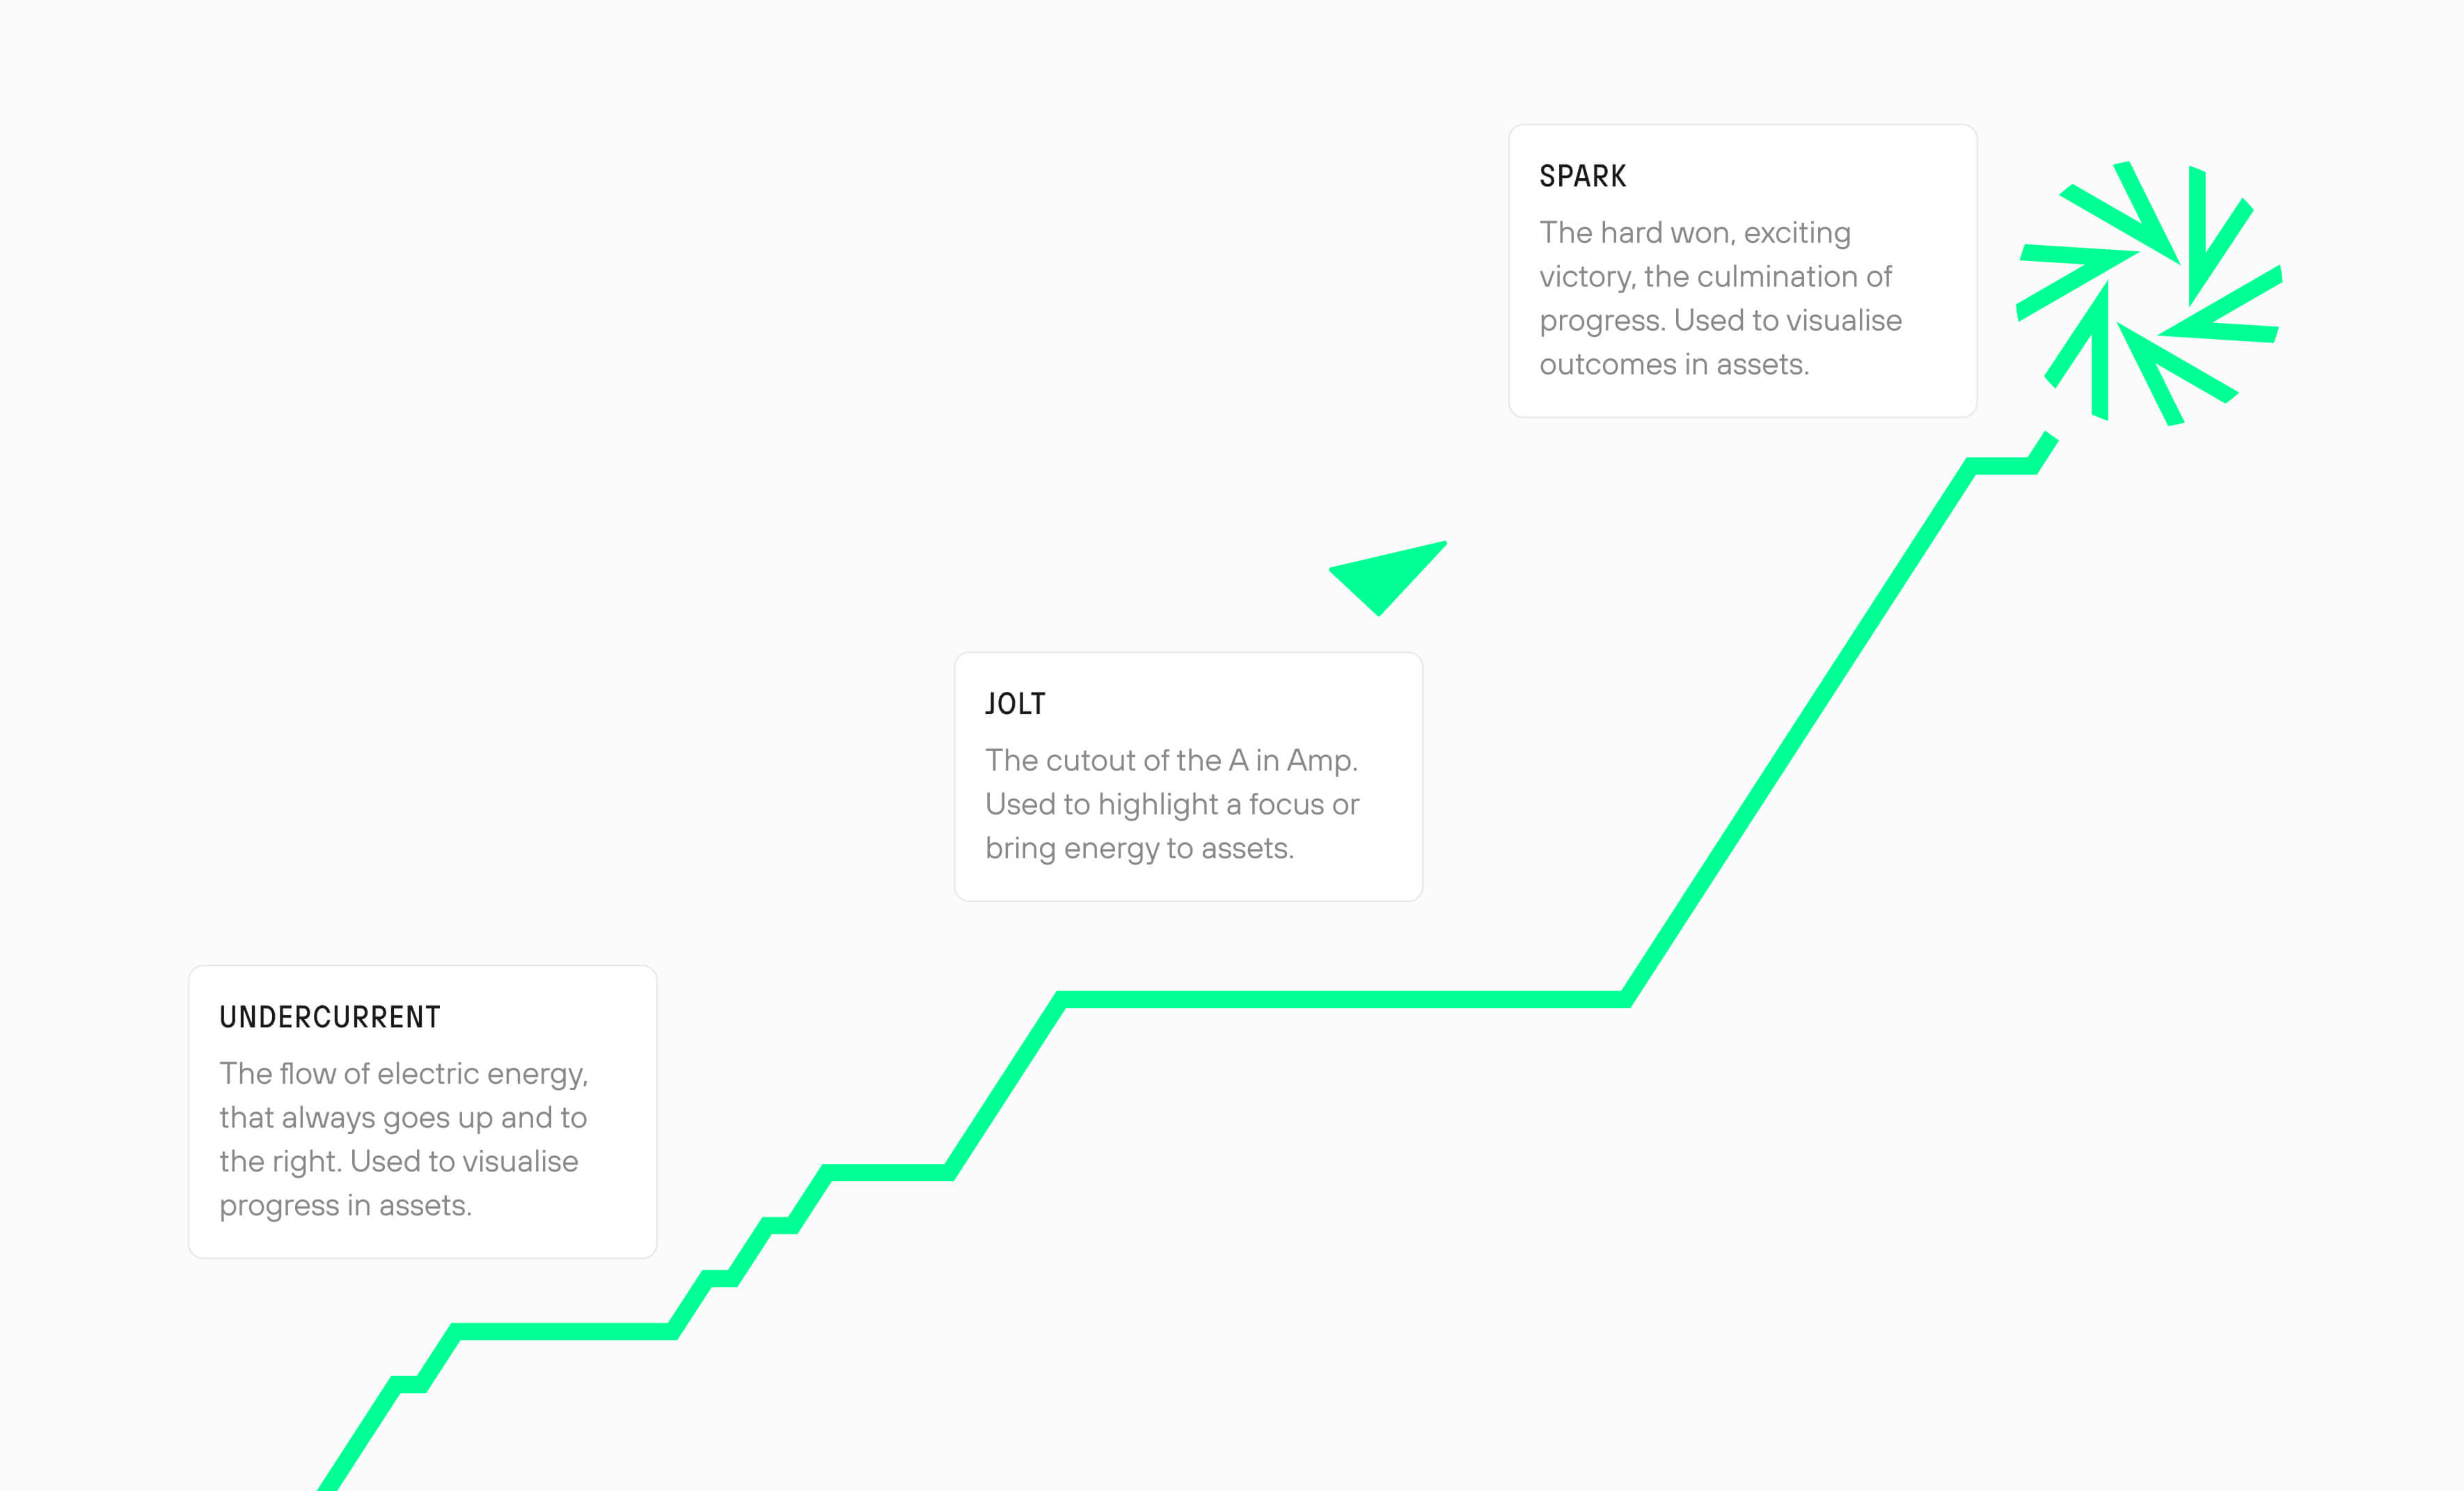 SPARK
The hard won, exciting
victory, the culmination of
progress. Used to visualise
outcomes in assets.
JOLT
The cutout of the A in Amp.
Used to highlight a focus or
bring energy to assets.
UNDERCURRENT
The flow of electric energy,
that always goes up and to
the right. Used to visualise
progress in assets.